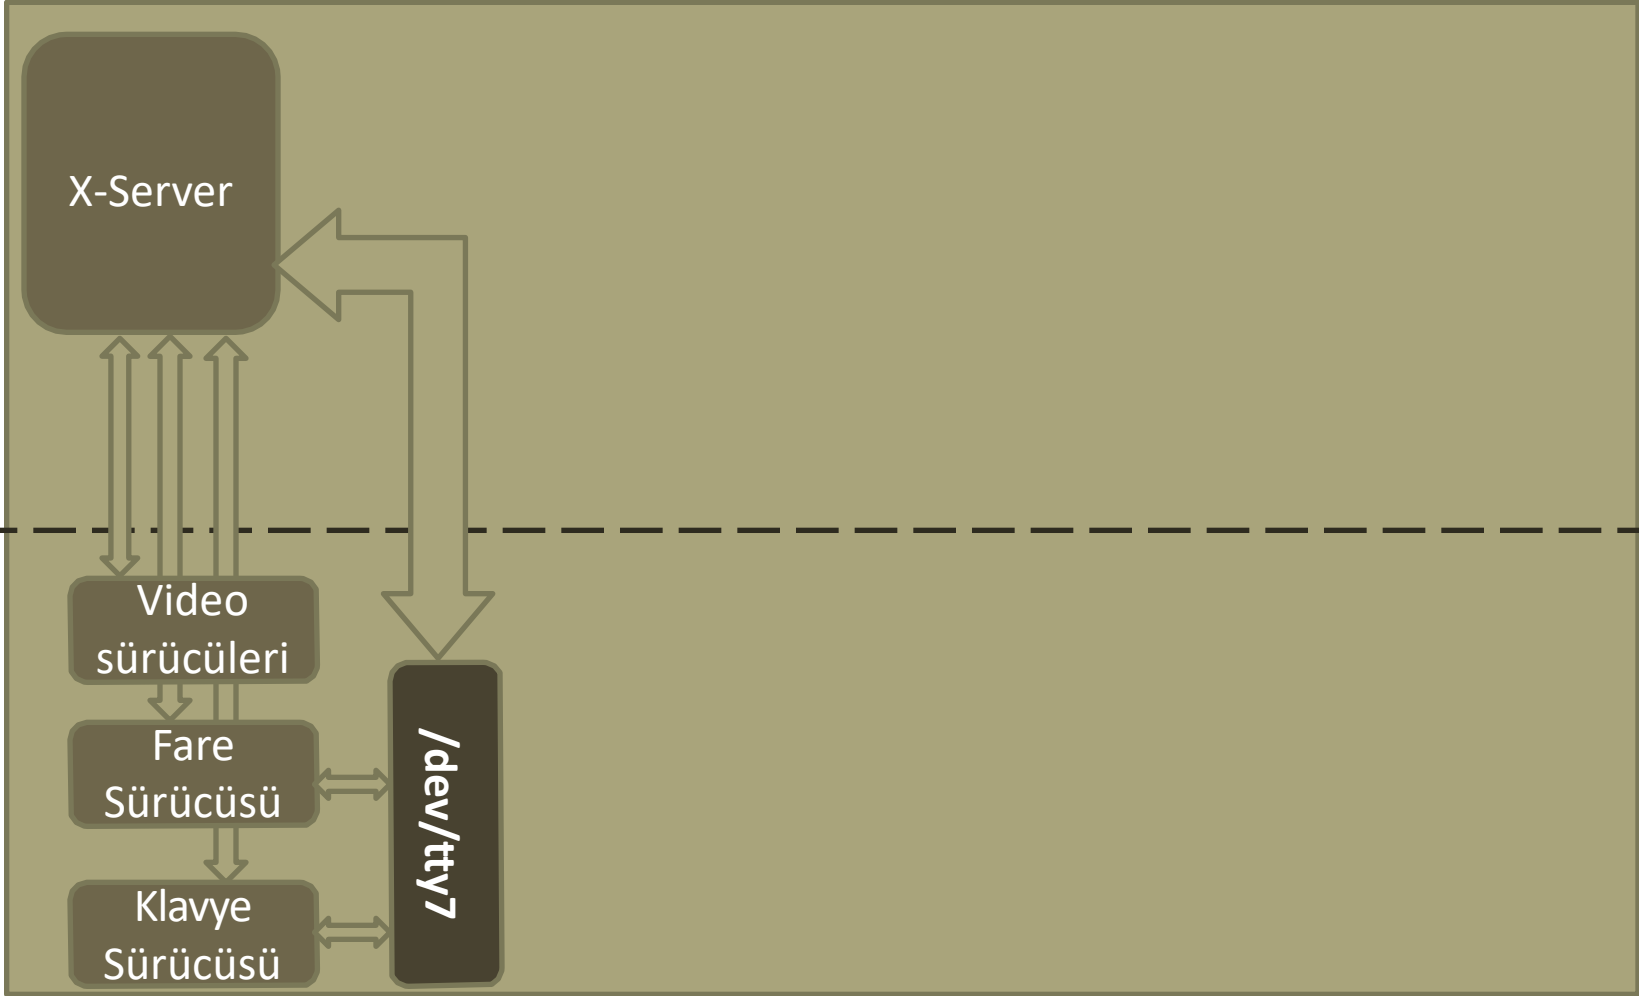 X-Server
Video
sürücüleri
Fare
Sürücüsü
Klavye
Sürücüsü
/dev/tty7